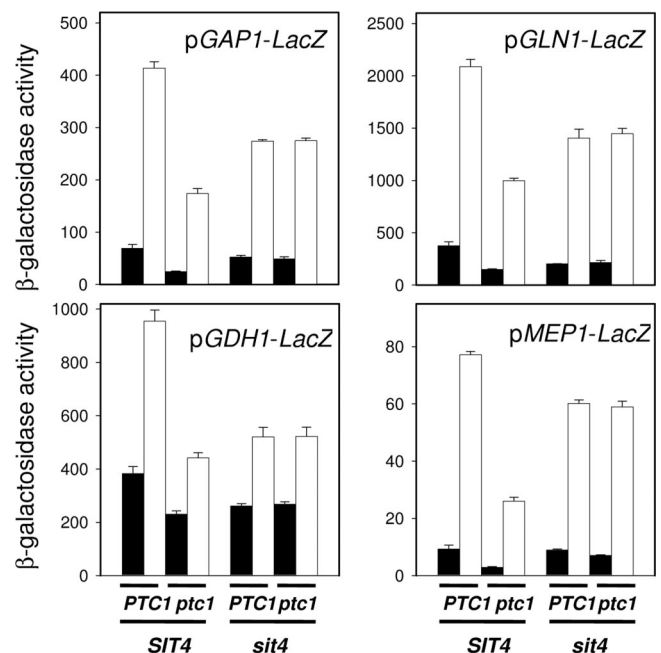 β-galactosidase activity
500
400
300
200
100
0
pGAP1-LacZ
2500
2000
1500
1000
500
0
pGLN1-LacZ
β-galactosidase activity
1000
800
600
400
200
0
pGDH1-LacZ
80
60
40
20
0
pMEP1-LacZ
PTC1 ptc1 PTC1 ptc1
SIT4 sit4
PTC1 ptc1 PTC1 ptc1
SIT4 sit4